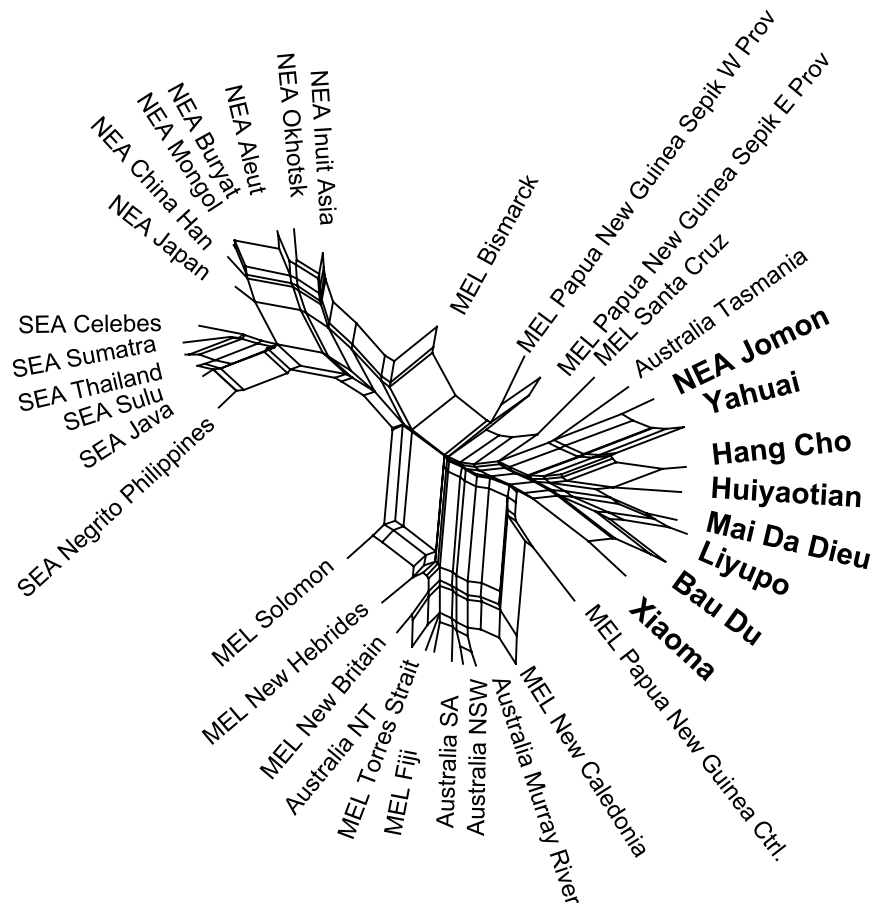 NEA Inuit Asia
NEA Okhotsk
NEA Aleut
NEA Buryat
NEA Mongol
NEA China Han
NEA Japan
SEA Celebes
SEA Sumatra
SEA Thailand
SEA Sulu
SEA Java
SEA Negrito Philippines
MEL Solomon
MEL New Hebrides
MEL New Britain
Australia NT
MEL Torres Strait
MEL Fiji
Australia SA
Australia NSW
Australia Murray River
MEL New Caledonia
MEL Papua New Guinea Ctrl.
Xiaoma
Bau Du
Liyupo
Mai Da Dieu
Huiyaotian
Hang Cho
Yahuai
NEA Jomon
Australia Tasmania
MEL Santa Cruz
MEL Papua New Guinea Sepik E Prov
MEL Papua New Guinea Sepik W Prov
MEL Bismarck